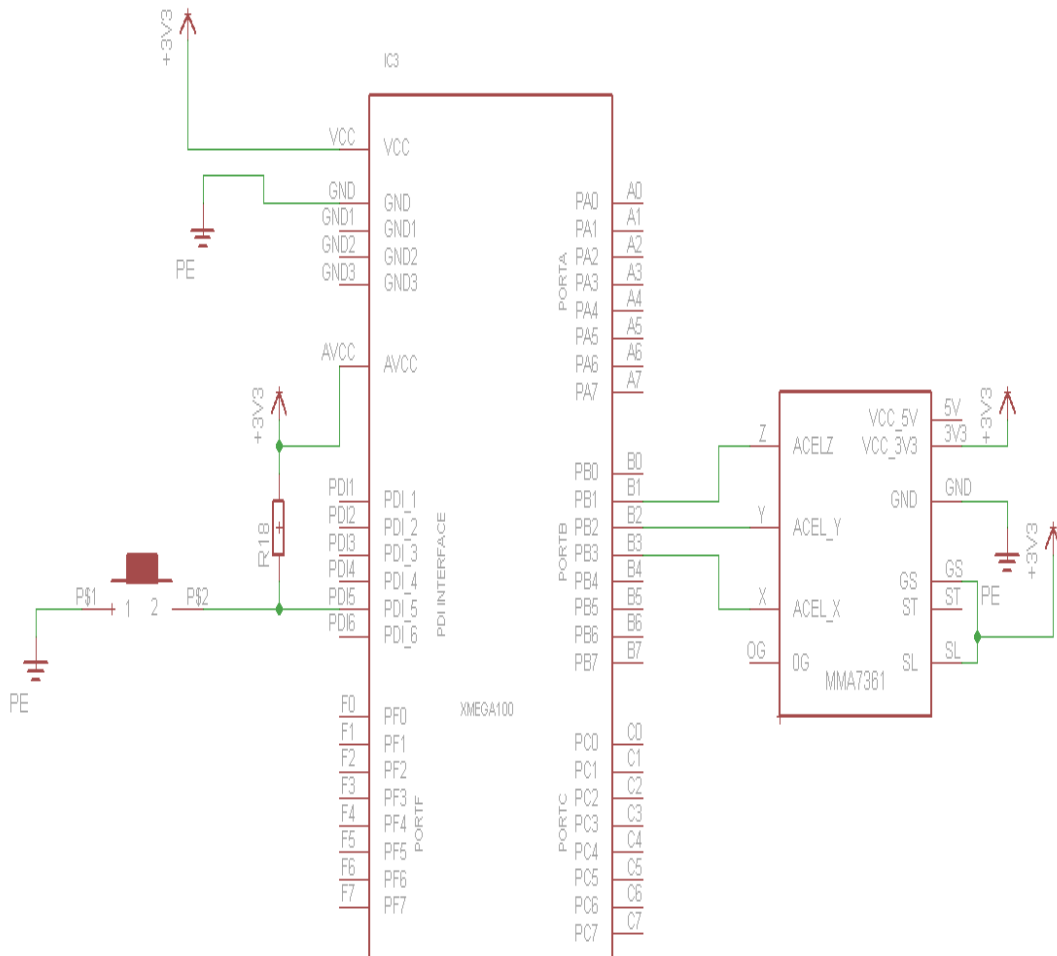 +3V3
IC3
VCC
VCC
GND
GND
GND1
GND1
GND2
GND2
GND3
GND3
PE
AVCC
AVCC
+3V3
R18
PDI1
PDI_1
PDI2
PDI_2
PDI3
PDI_3
PDI4
PDI_4
PDI5
PDI_5
PDI6
PDI_6
PDI INTERFACE
P$1
1
2
P$2
PE
XMEGA100
F0
PF0
F1
PF1
F2
PF2
F3
PF3
F4
PF4
F5
PF5
F6
PF6
F7
PF7
PORTF
PORTA
PA0
A0
PA1
A1
PA2
A2
PA3
A3
PA4
A4
PA5
A5
PA6
A6
PA7
A7
PORTB
PB0
B0
PB1
B1
PB2
B2
PB3
B3
PB4
B4
PB5
B5
PB6
B6
PB7
B7
PORTC
PC0
C0
PC1
C1
PC2
C2
PC3
C3
PC4
C4
PC5
C5
PC6
C6
PC7
C7
Z
ACELZ
Y
ACEL_Y
X
ACEL_X
0G
0G
VCC_5V
5V
VCC_3V3
3V3
+3V3
GND
GND
PE
+3V3
GS
GS
ST
ST
SL
SL
MMA7361